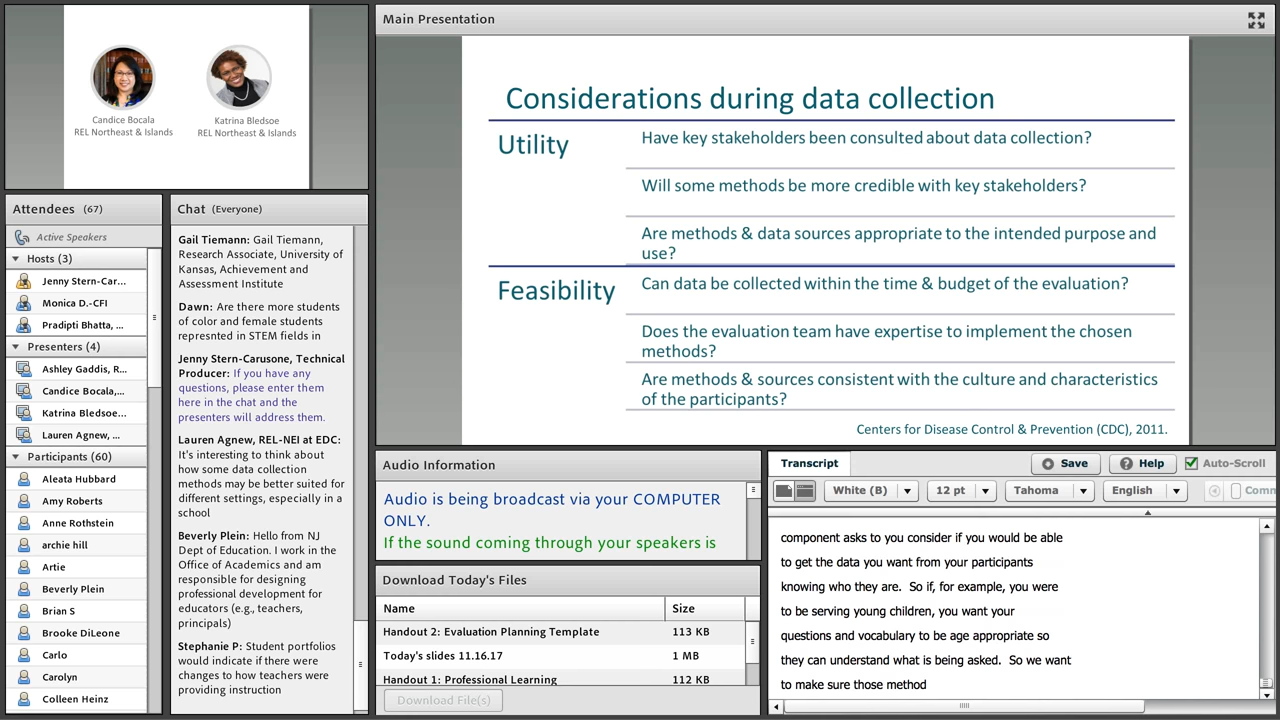 Candice Bocala
REL Northeast & Islands
Katrina Bledsoe
REL Northeast & Islands
Attendees (67)
Active Speakers
Hosts (3)
Jenny Stern-Car...
Monica D.-CFI
Pradipti Bhatta, ...
Presenters (4)
Ashley Gaddis, R...
Candice Bocala,...
Katrina Bledsoe...
Lauren Agnew, ...
Participants (60)
Aleata Hubbard
Amy Roberts
Anne Rothstein
archie hill
Artie
Beverly Plein
Brian S
Brooke DiLeone
Carlo
Carolyn
Colleen Heinz
Chat (Everyone)
Gail Tiemann: Gail Tiemann,
Research Associate, University of
Kansas, Achievement and
Assessment Institute
Dawn: Are there more students
of color and female students
represnted in STEM fields in
Jenny Stern-Carusone, Technical
Producer: If you have any
questions, please enter them
here in the chat and the
presenters will address them.
Lauren Agnew, REL-NEI at EDC:
It's interesting to think about
how some data collection
methods may be better suited for
different settings, especially in a
school
Beverly Plein: Hello from NJ
Dept of Education. I work in the
Office of Academics and am
responsible for designing
professional development for
educators (e.g., teachers,
principals)
Stephanie P: Student portfolios
would indicate if there were
changes to how teachers were
providing instruction
Main Presentation
Considerations during data collection
Utility
Have key stakeholders been consulted about data collection?
Will some methods be more credible with key stakeholders?
Are methods & data sources appropriate to the intended purpose and
use?
Feasibility
Can data be collected within the time & budget of the evaluation?
Does the evaluation team have expertise to implement the chosen
methods?
Are methods & sources consistent with the culture and characteristics
of the participants?
Centers for Disease Control & Prevention (CDC), 2011.
Audio Information
Audio is being broadcast via your COMPUTER
ONLY.
If the sound coming through your speakers is
Download Today's Files
Name Size
Handout 2: Evaluation Planning Template 113 KB
Today's slides 11.16.17 1 MB
Handout 1: Professional Learning 112 KB
Download File(s)
Transcript Save Help Auto-Scroll
White (B) 12 pt Tahoma English Comm
component asks to you consider if you would be able
to get the data you want from your participants
knowing who they are. So if, for example, you were
to be serving young children, you want your
questions and vocabulary to be age appropriate so
they can understand what is being asked. So we want
to make sure those method